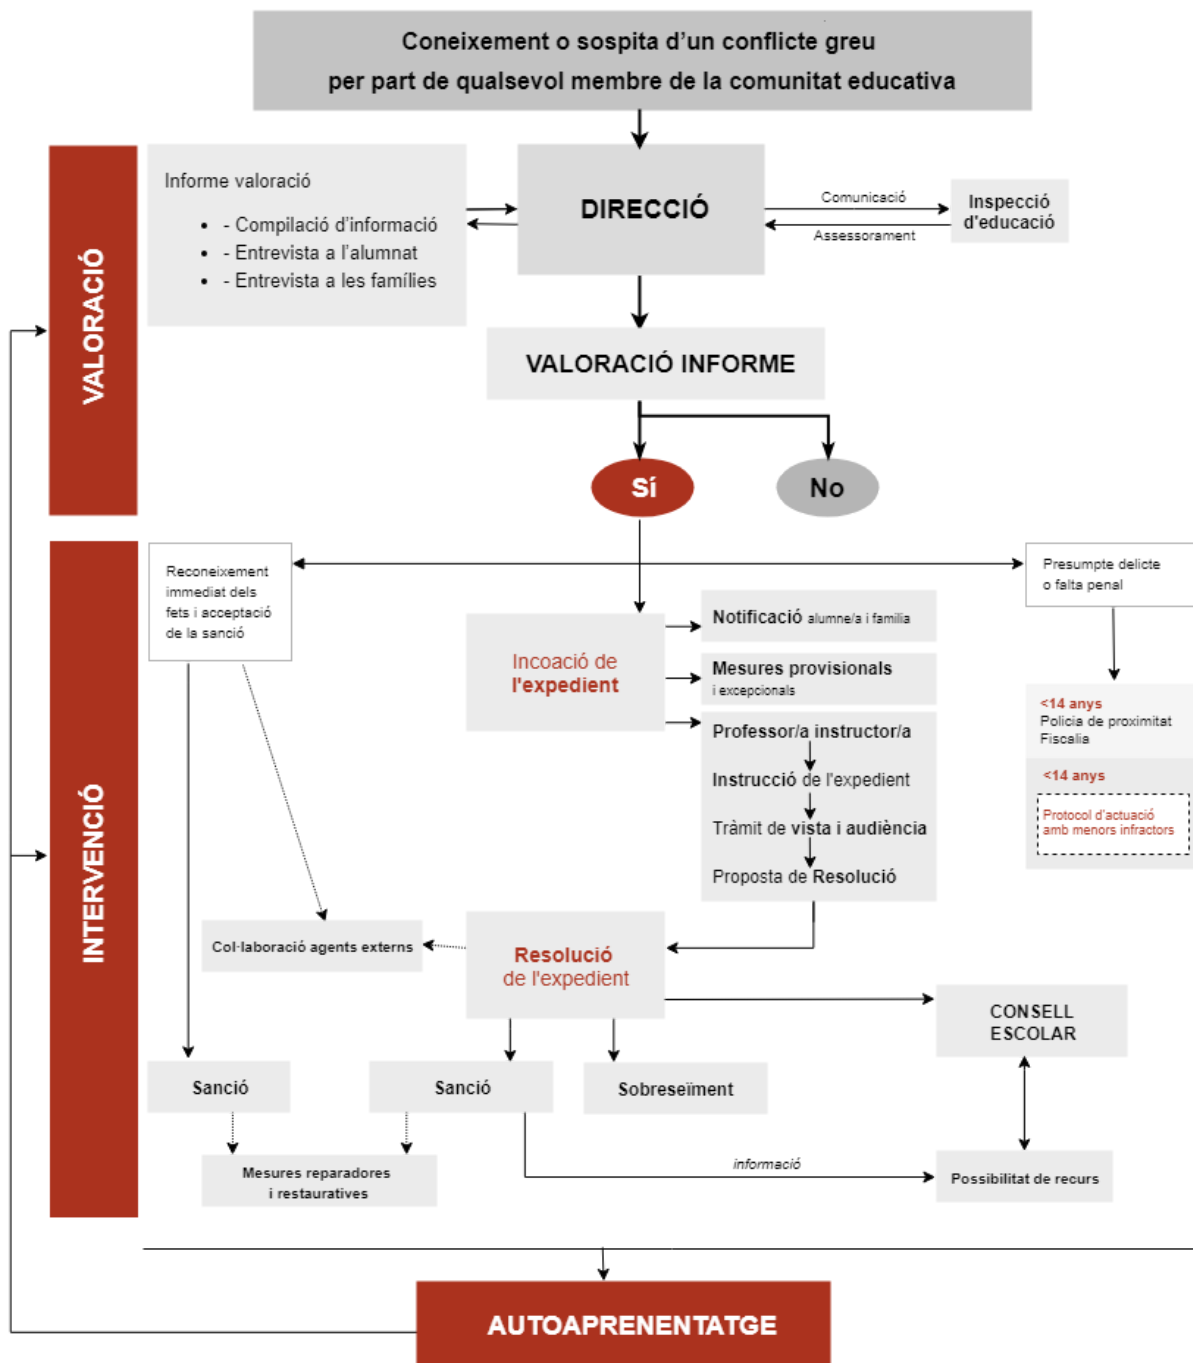 Coneixement o sospita d'un conflicte greu
per part de qualsevol membre de la comunitat educativa
VALORACIÓ
Informe valoració
• - Compilació d'informació
• - Entrevista a l'alumnat
• - Entrevista a les famílies
DIRECCIÓ
Comunicació
Assessorament
Inspecció
d'educació
VALORACIÓ INFORME
Sí
No
INTERVENCIÓ
Reconeixement
immediat dels
fets i acceptació
de la sanció
Presumpte delicte
o falta penal
Incoació de
l'expedient
Notificació alumne/a i familia
Mesures provisionals
i excepcionals
Professor/a instructor/a
Instrucció de l'expedient
Tràmit de vista i audiència
Proposta de Resolució
<14 anys
Policia de proximitat
Fiscalia
<14 anys
Protocol d'actuació
amb menors infractors
Col·laboració agents externs
Resolució
de l'expedient
CONSELL
ESCOLAR
Sanció
Sanció
Sobreseïment
Mesures reparadores
i restauratives
informació
Possibilitat de recurs
AUTOAPRENENTATGE